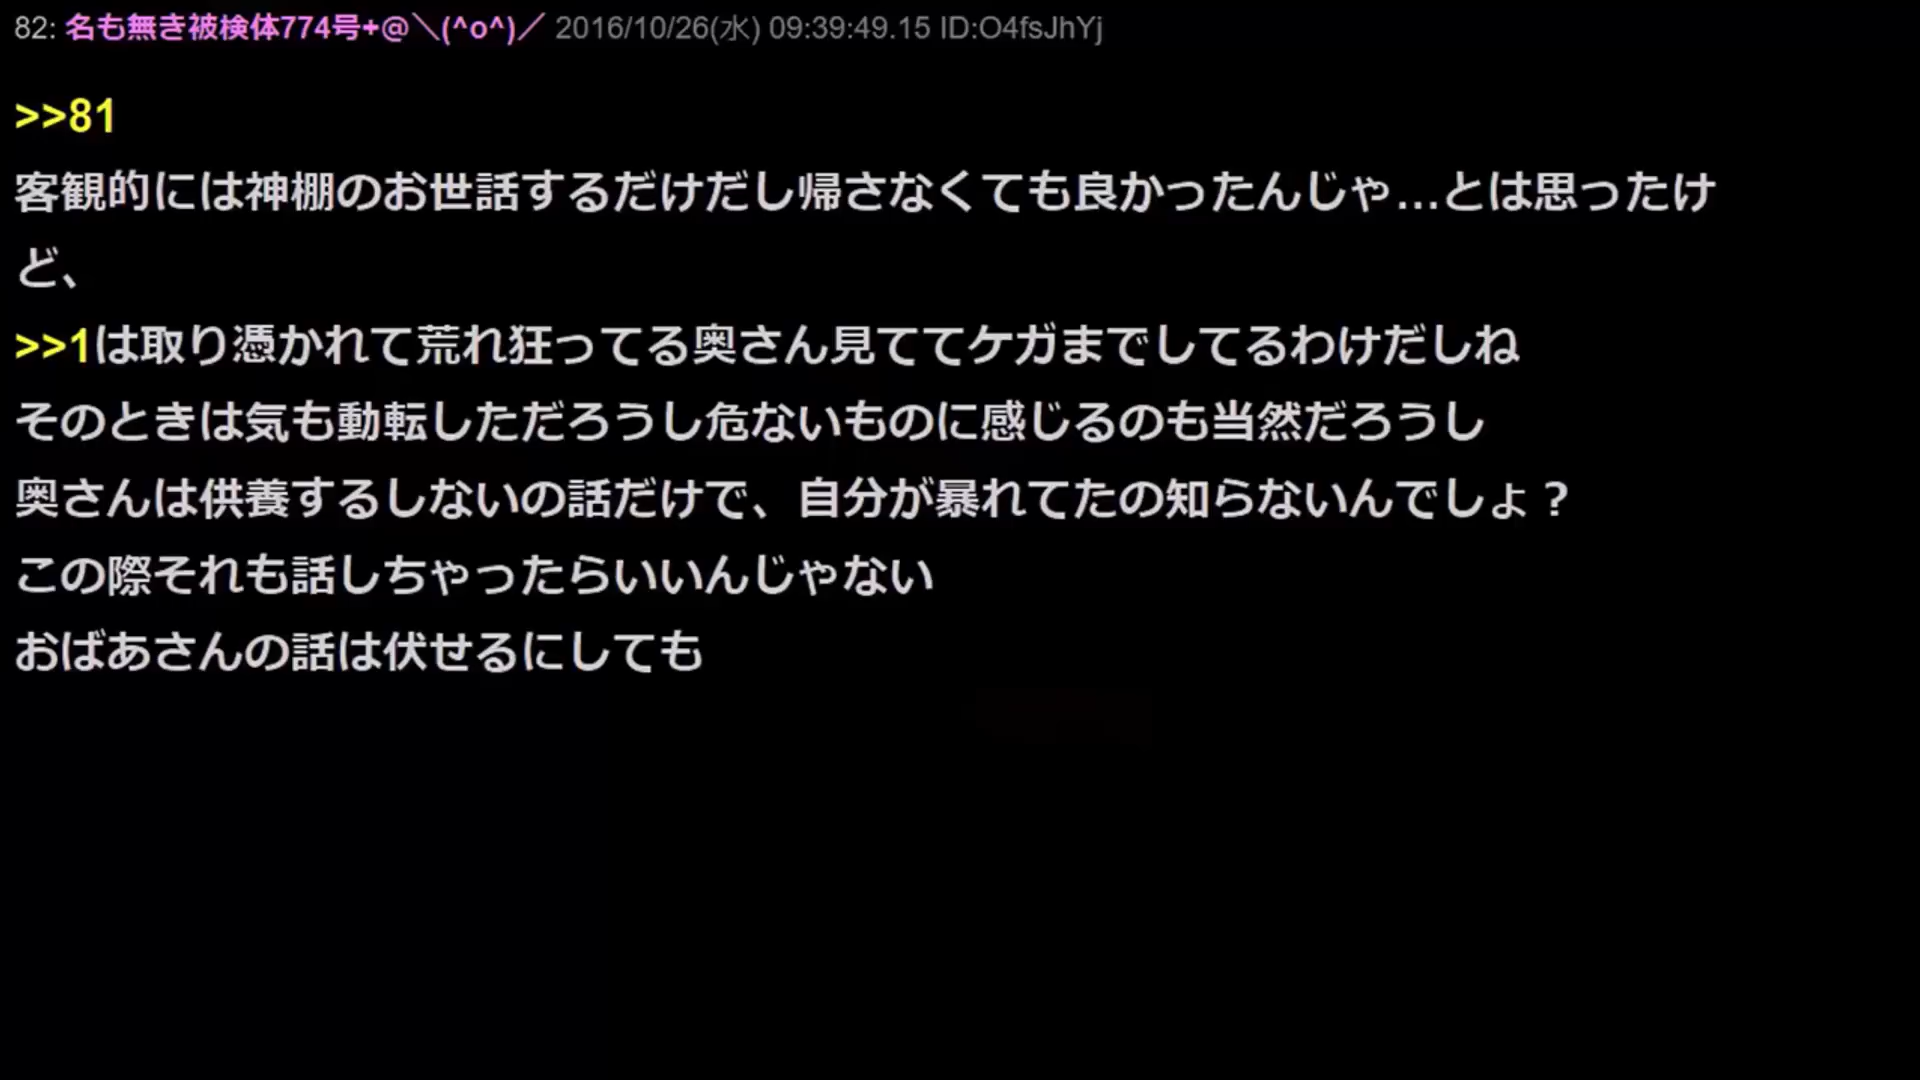 82: 名も無き被検体774号+@＼(^o^)／ 2016/10/26(水) 09:39:49.15 ID:O4fsJhYj
>>81
客観的には神棚のお世話するだけだし帰さなくても良かったんじゃ…とは思ったけ
ど、
>>1は取り憑かれて荒れ狂ってる奥さん見ててケガまでしてるわけだしね
そのときは気も動転しただろうし危ないものに感じるのも当然だろうし
奥さんは供養するしないの話だけで、自分が暴れてたの知らないんでしょ？
この際それも話しちゃったらいいんじゃない
おばあさんの話は伏せるにしても